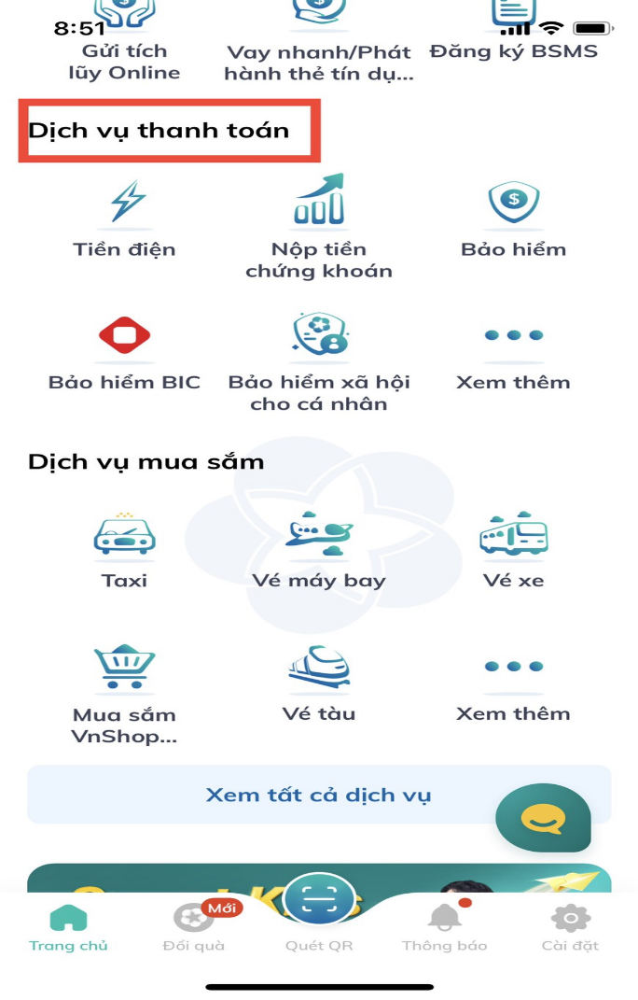 8:51
Gửi tích
lũy Online
Vay nhanh/Phát
hành thẻ tín dụ...
Đăng ký BSMS
Dịch vụ thanh toán
Tiền điện
Nộp tiền
chứng khoán
Bảo hiểm
Bảo hiểm BIC
Bảo hiểm xã hội
cho cá nhân
Xem thêm
Dịch vụ mua sắm
Taxi
Vé máy bay
Vé xe
Mua sắm
VnShop...
Vé tàu
Xem thêm
Xem tất cả dịch vụ
Mới
Trang chủ
Đổi quà
Quét QR
Thông báo
Cài đặt